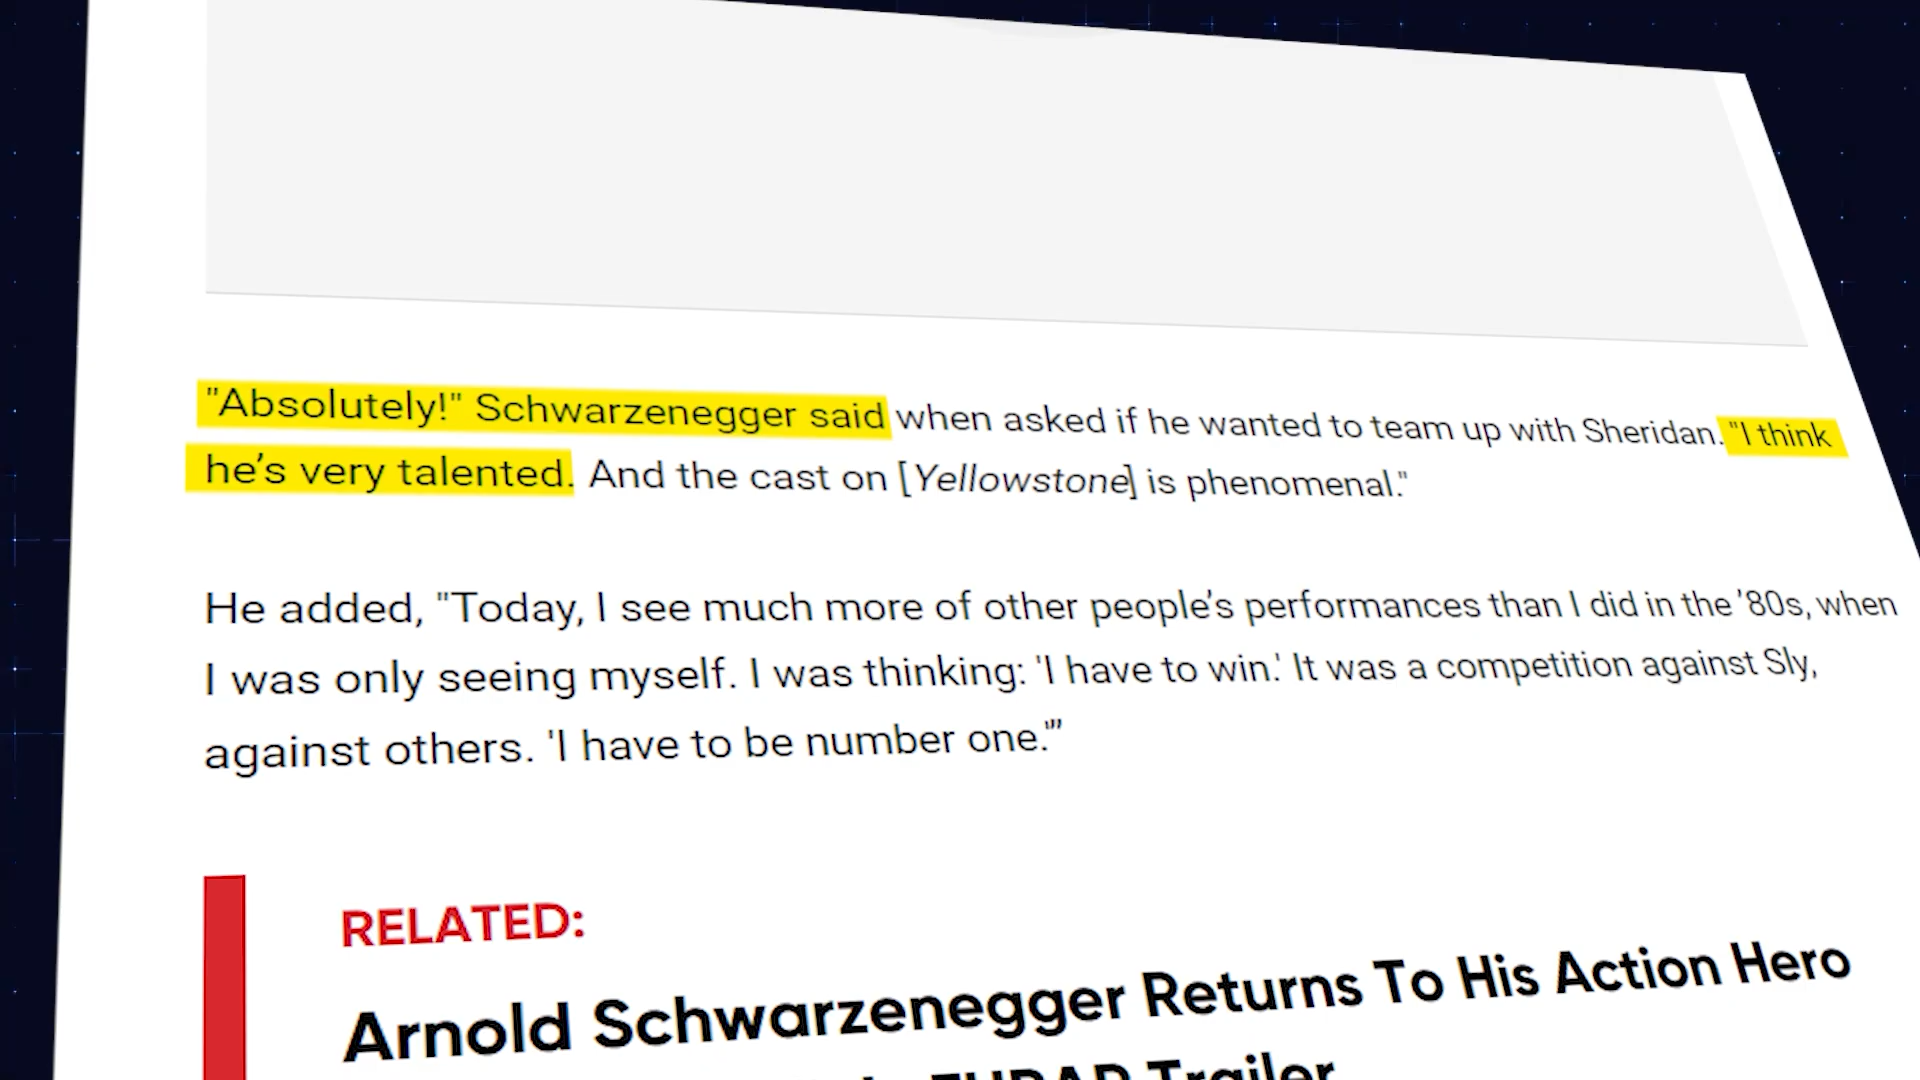 "Absolutely!" Schwarzenegger said when asked if he wanted to team up with Sheridan. "I think
he's very talented. And the cast on [Yellowstone] is phenomenal."
He added, "Today, I see much more of other people's performances than I did in the '80s, when
I was only seeing myself. I was thinking: 'I have to win.' It was a competition against Sly,
against others. 'I have to be number one.'"
RELATED:
Arnold Schwarzenegger Returns To His Action Hero
FUBAR Trailer